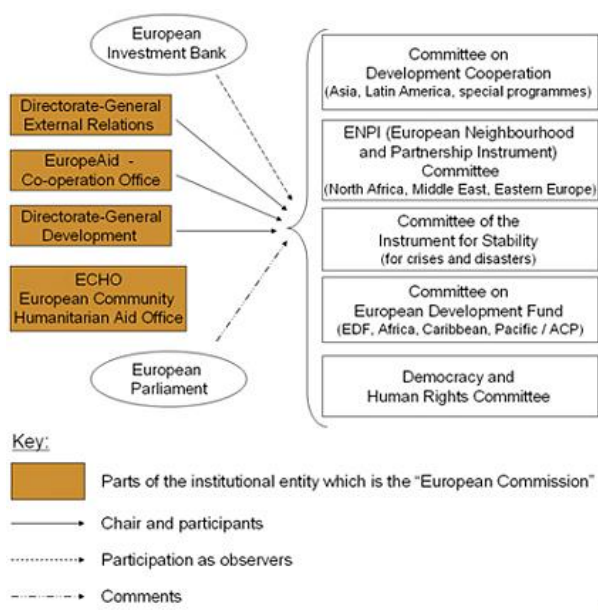 European
Investment Bank
Directorate-General
External Relations
EuropeAid -
Co-operation Office
Directorate-General
Development
ECHO
European Community
Humanitarian Aid Office
European
Parliament
Committee on
Development Cooperation
(Asia, Latin America, special programmes)
ENPI (European Neighbourhood
and Partnership Instrument)
Committee
(North Africa, Middle East, Eastern Europe)
Committee of the
Instrument for Stability
(for crises and disasters)
Committee on
European Development Fund
(EDF, Africa, Caribbean, Pacific / ACP)
Democracy and
Human Rights Committee
Key:
Parts of the institutional entity which is the “European Commission”
Chair and participants
Participation as observers
Comments